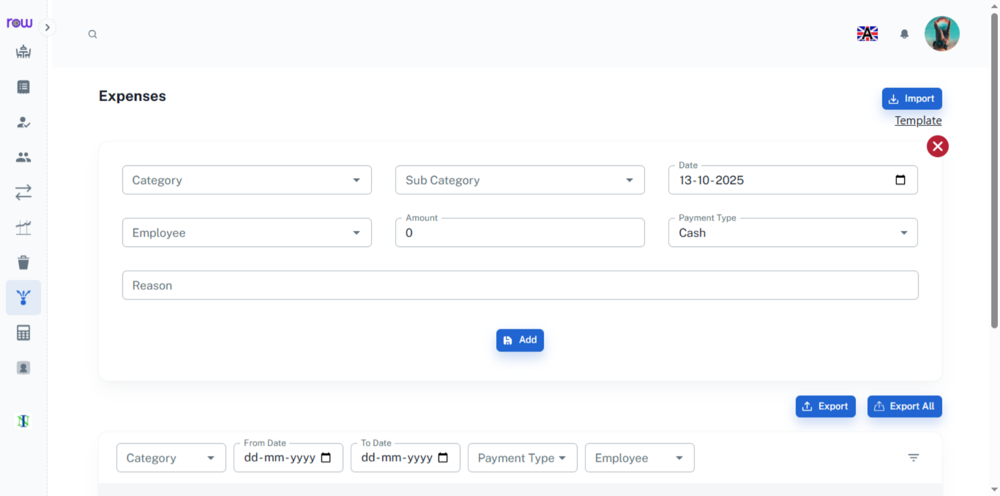 row
A
Expenses
Import
Template
Category
Sub Category
Date
13-10-2025
Employee
Amount
0
Payment Type
Cash
Reason
Add
Export
Export All
Category
From Date
dd-mm-yyyy
To Date
dd-mm-yyyy
Payment Type
Employee